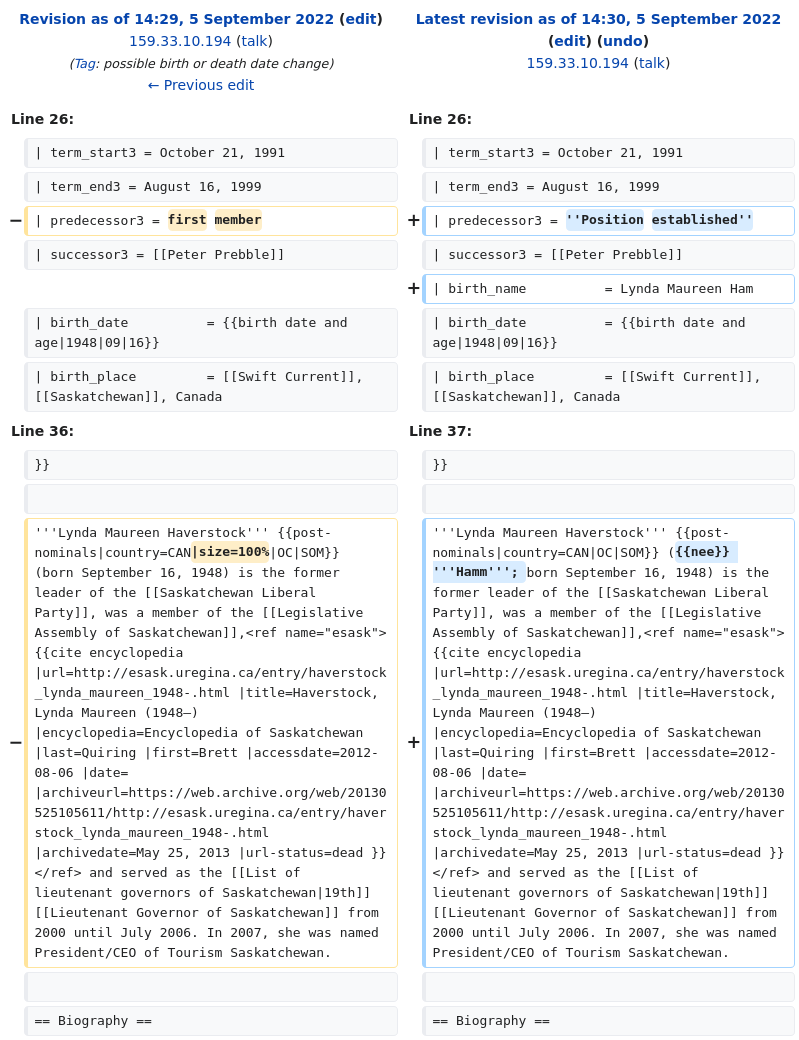 Revision as of 14:29, 5 September 2022 (edit)
159.33.10.194 (talk)
(Tag: possible birth or death date change)
← Previous edit
Latest revision as of 14:30, 5 September 2022
(edit) (undo)
159.33.10.194 (talk)
Line 26:
Line 26:
| term_start3 = October 21, 1991
| term_start3 = October 21, 1991
| term_end3 = August 16, 1999
| term_end3 = August 16, 1999
− | predecessor3 = first member
+ | predecessor3 = ''Position established''
| successor3 = [[Peter Prebble]]
| successor3 = [[Peter Prebble]]
+ | birth_name          = Lynda Maureen Ham
| birth_date          = {{birth date and
age|1948|09|16}}
| birth_date          = {{birth date and
age|1948|09|16}}
| birth_place         = [[Swift Current]],
[[Saskatchewan]], Canada
| birth_place         = [[Swift Current]],
[[Saskatchewan]], Canada
Line 36:
Line 37:
}}
}}
−
'''Lynda Maureen Haverstock''' {{post-
nominals|country=CAN|size=100%|OC|SOM}}
(born September 16, 1948) is the former
leader of the [[Saskatchewan Liberal
Party]], was a member of the [[Legislative
Assembly of Saskatchewan]],<ref name="esask">
{{cite encyclopedia
|url=http://esask.uregina.ca/entry/haverstock
_lynda_maureen_1948-.html |title=Haverstock,
Lynda Maureen (1948–)
|encyclopedia=Encyclopedia of Saskatchewan
|last=Quiring |first=Brett |accessdate=2012-
08-06 |date=
|archiveurl=https://web.archive.org/web/20130
525105611/http://esask.uregina.ca/entry/haver
stock_lynda_maureen_1948-.html
|archivedate=May 25, 2013 |url-status=dead }}
</ref> and served as the [[List of
lieutenant governors of Saskatchewan|19th]]
[[Lieutenant Governor of Saskatchewan]] from
2000 until July 2006. In 2007, she was named
President/CEO of Tourism Saskatchewan.
+
'''Lynda Maureen Haverstock''' {{post-
nominals|country=CAN|OC|SOM}} ({{nee}}
'''Hamm'''; born September 16, 1948) is the
former leader of the [[Saskatchewan Liberal
Party]], was a member of the [[Legislative
Assembly of Saskatchewan]],<ref name="esask">
{{cite encyclopedia
|url=http://esask.uregina.ca/entry/haverstock
_lynda_maureen_1948-.html |title=Haverstock,
Lynda Maureen (1948–)
|encyclopedia=Encyclopedia of Saskatchewan
|last=Quiring |first=Brett |accessdate=2012-
08-06 |date=
|archiveurl=https://web.archive.org/web/20130
525105611/http://esask.uregina.ca/entry/haver
stock_lynda_maureen_1948-.html
|archivedate=May 25, 2013 |url-status=dead }}
</ref> and served as the [[List of
lieutenant governors of Saskatchewan|19th]]
[[Lieutenant Governor of Saskatchewan]] from
2000 until July 2006. In 2007, she was named
President/CEO of Tourism Saskatchewan.
== Biography ==
== Biography ==